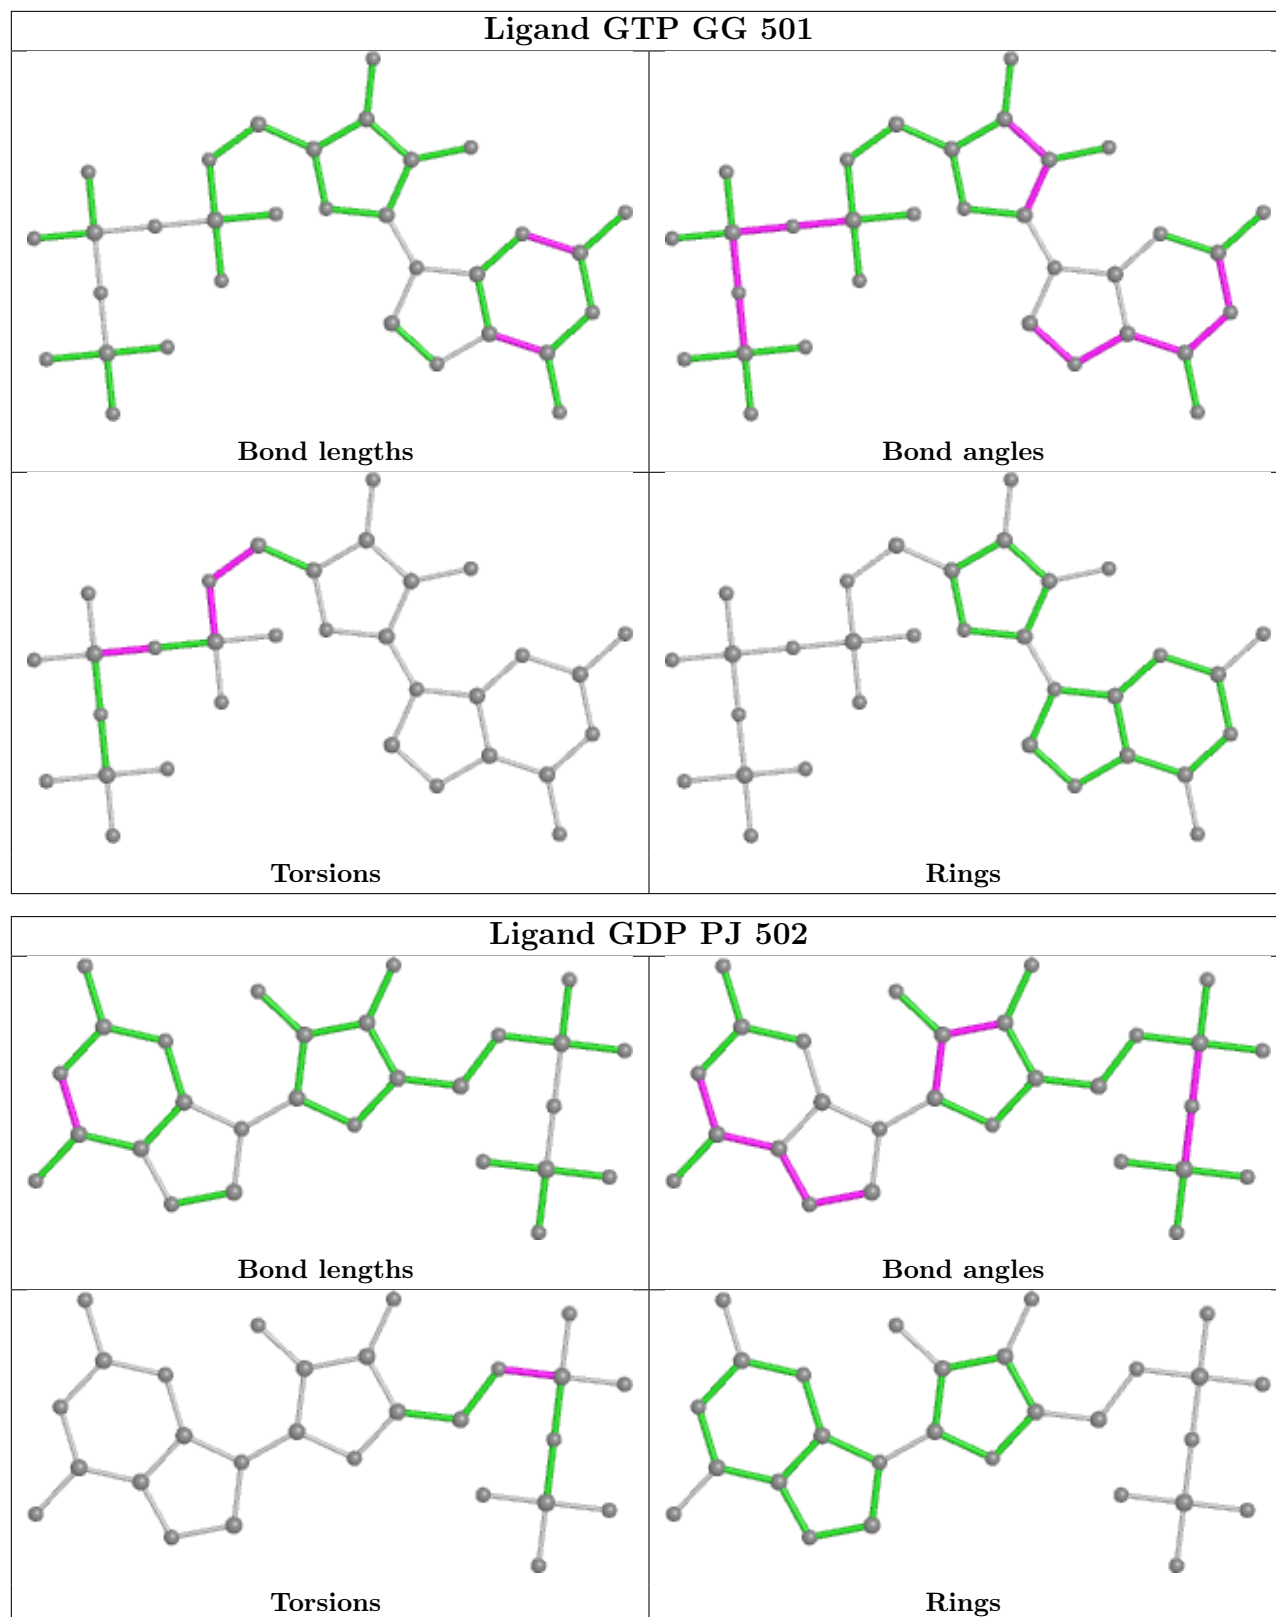 Ligand GTP GG 501
Bond lengths
Bond angles
Torsions
Rings
Ligand GDP PJ 502
Bond lengths
Bond angles
Torsions
Rings